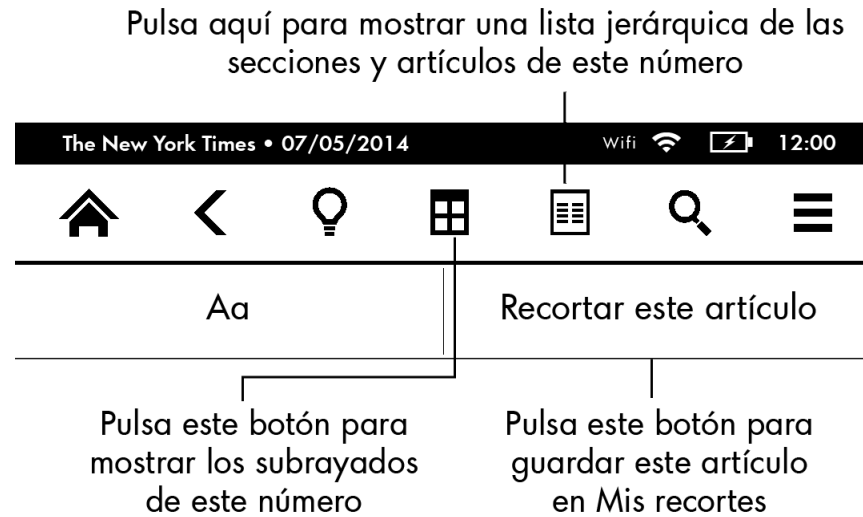 Pulsa aquí para mostrar una lista jerárquica de las
secciones y artículos de este número
The New York Times • 07/05/2014 Wifi 12:00
Aa Recortar este artículo
Pulsa este botón para
mostrar los subrayados
de este número
Pulsa este botón para
guardar este artículo
en Mis recortes